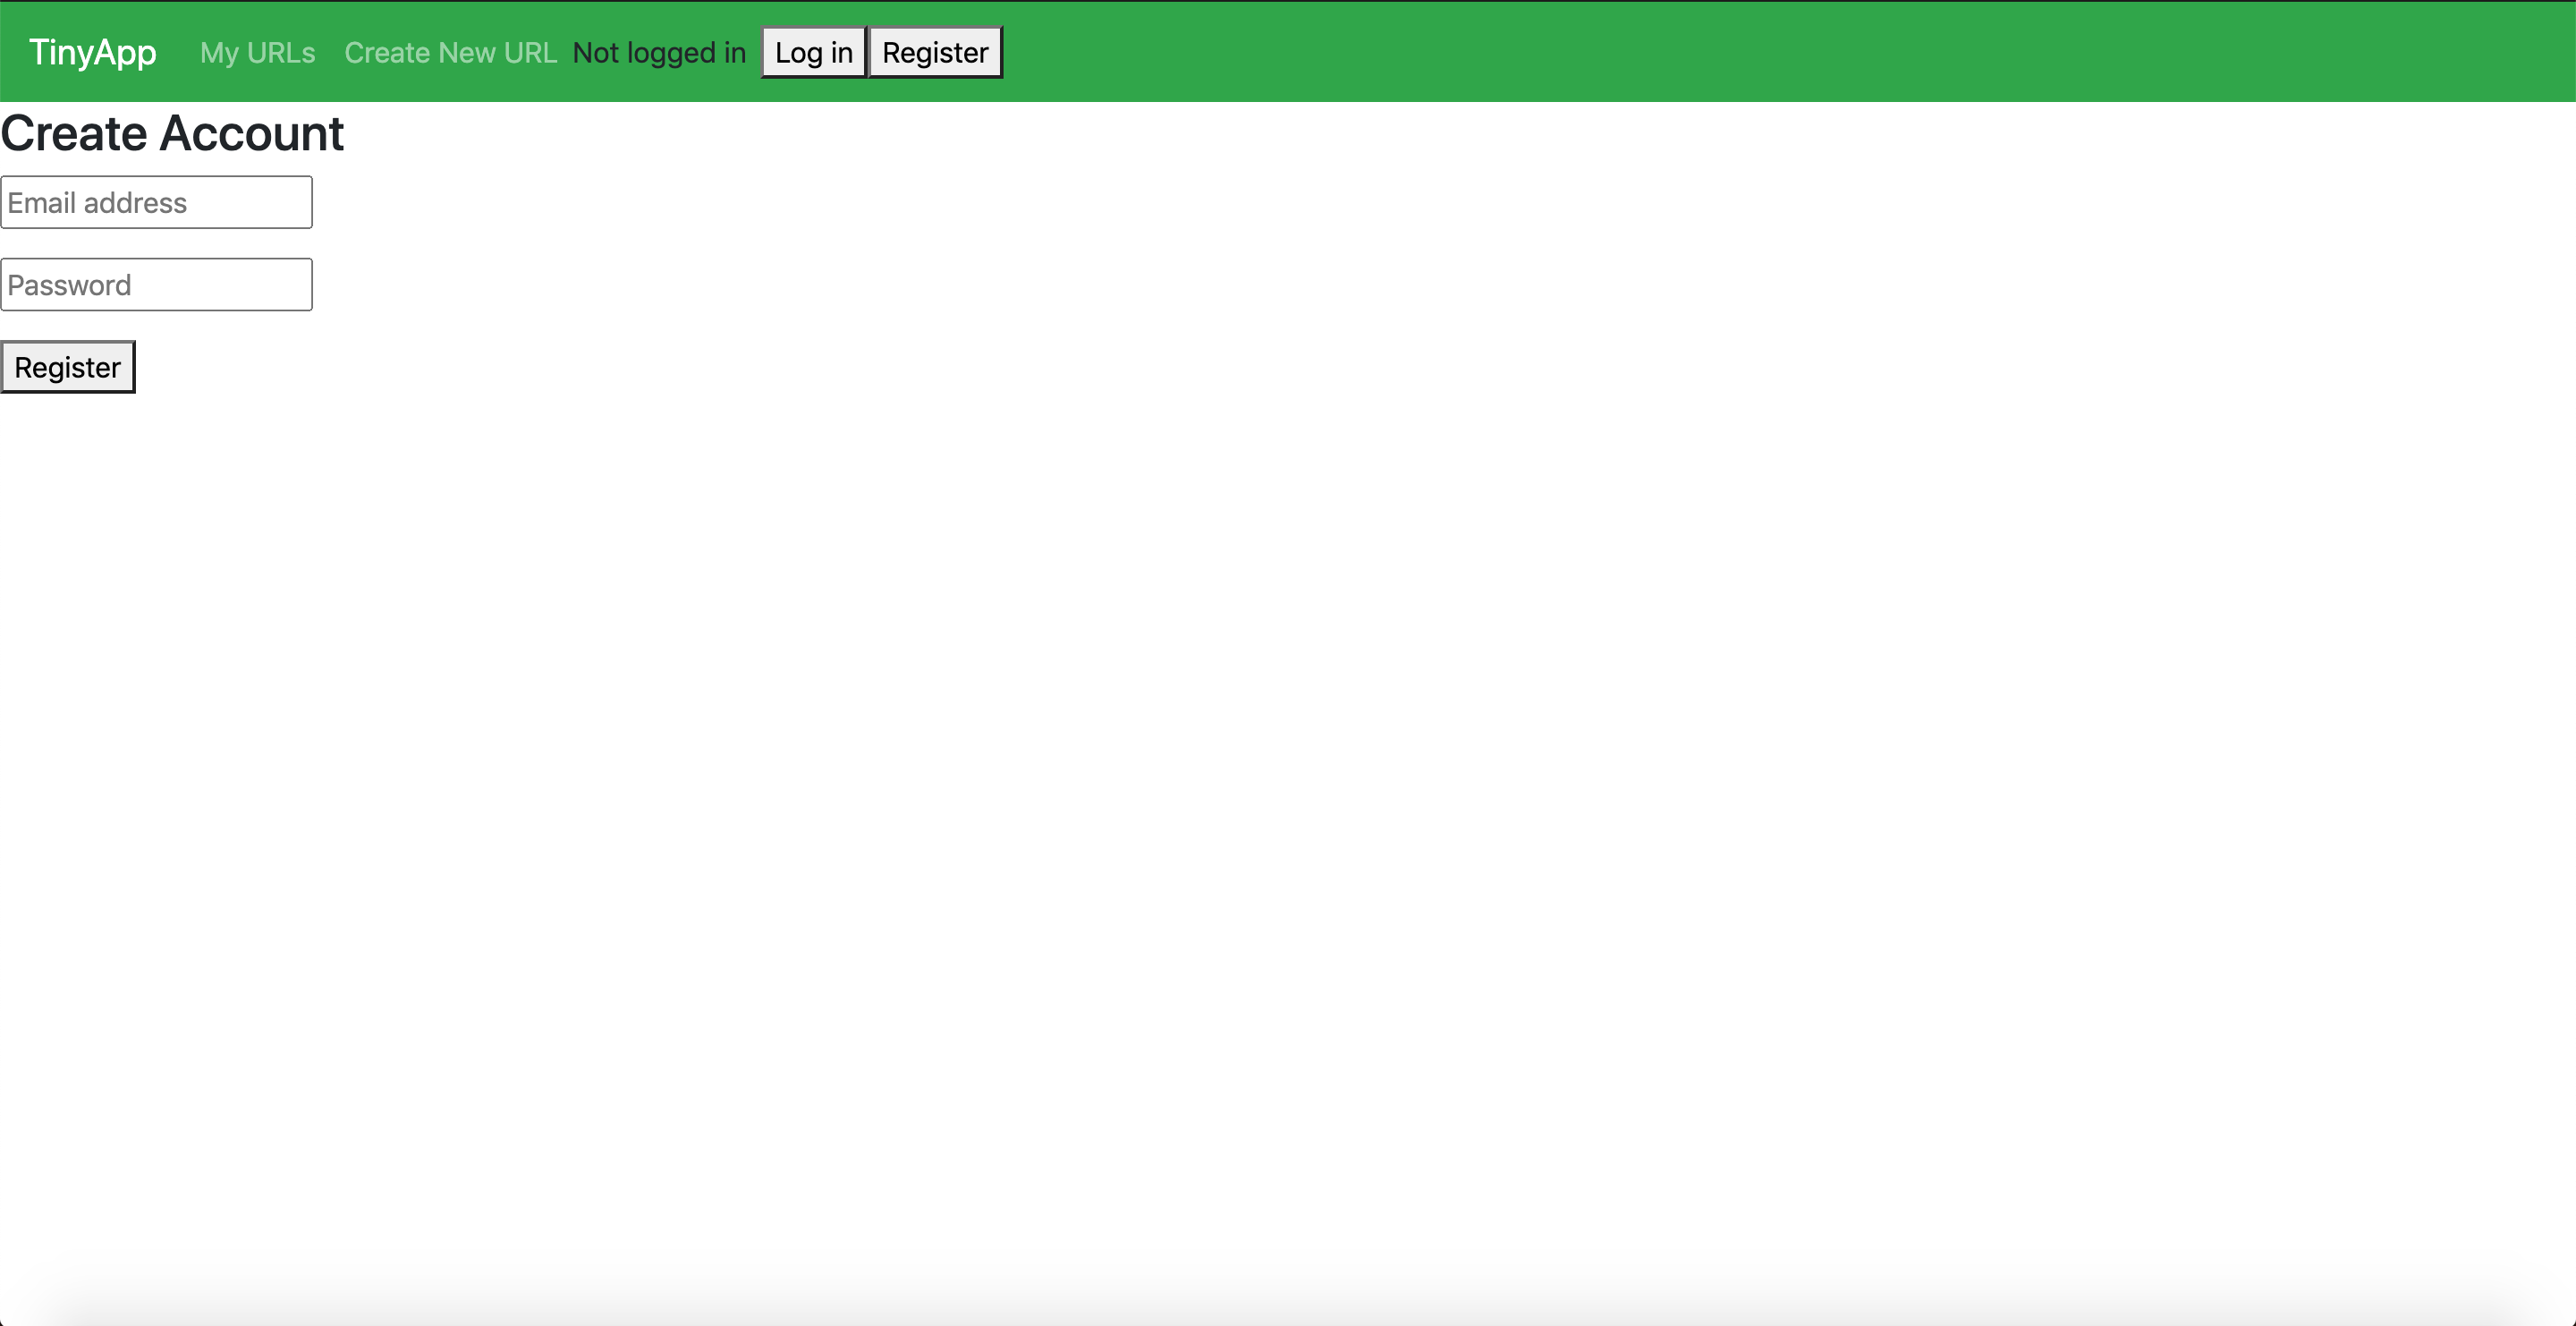 TinyApp My URLs Create New URL Not logged in Log in Register
Create Account
Email address
Password
Register